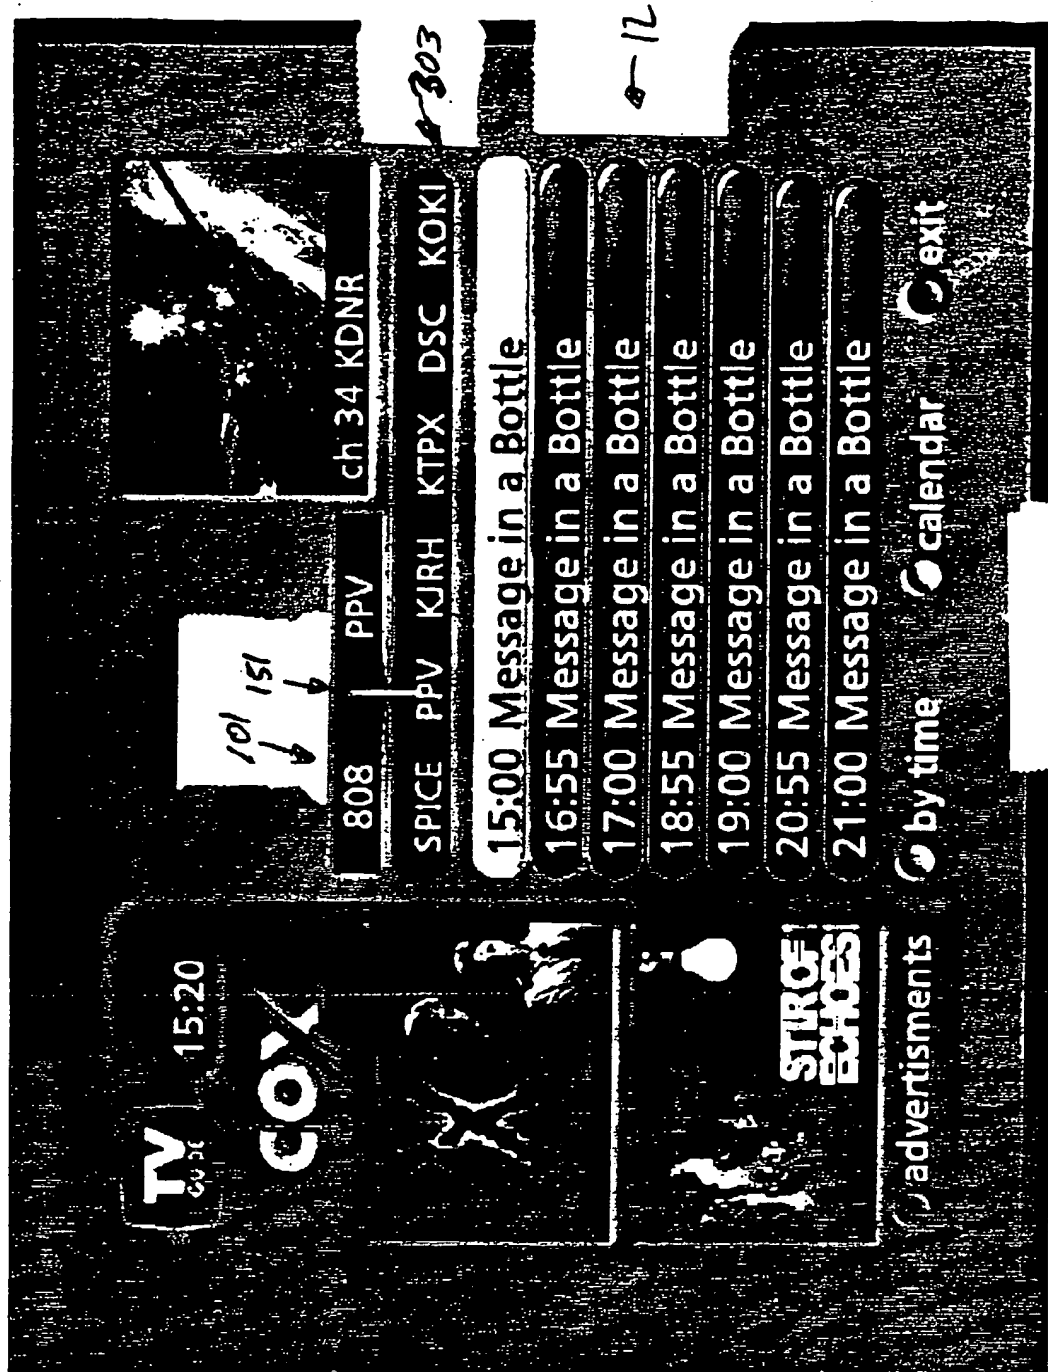 101 151
303
12
TV
15:20
COX
808 PPV
ch 34 KDNR
SPICE PPV KJRH KTPX DSC KOKI
15:00 Message in a Bottle
16:55 Message in a Bottle
17:00 Message in a Bottle
18:55 Message in a Bottle
19:00 Message in a Bottle
20:55 Message in a Bottle
21:00 Message in a Bottle
STIR OF
ECHOES
advertisments by time calendar exit